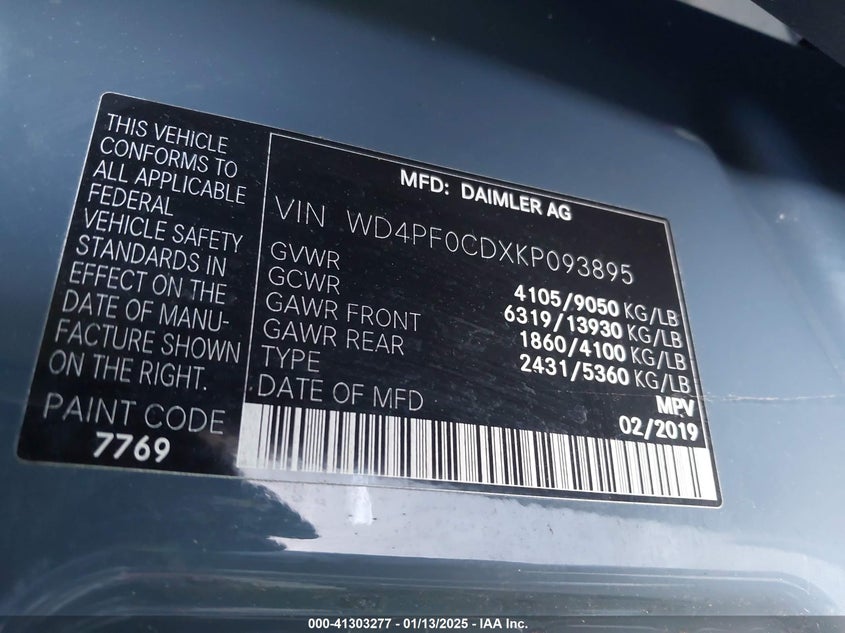 THIS VEHICLE
CONFORMS TO
ALL APPLICABLE
FEDERAL
VEHICLE SAFETY
STANDARDS IN
EFFECT ON THE
DATE OF MANU-
FACTURE SHOWN
ON THE RIGHT.
PAINT CODE
7769
MFD: DAIMLER AG
VIN WD4PF0CDXKP093895
GVWR 4105/9050 KG/LB
GCWR 6319/13930 KG/LB
GAWR FRONT 1860/4100 KG/LB
GAWR REAR 2431/5360 KG/LB
TYPE MPV
DATE OF MFD 02/2019
000-41303277 - 01/13/2025 - IAA Inc.